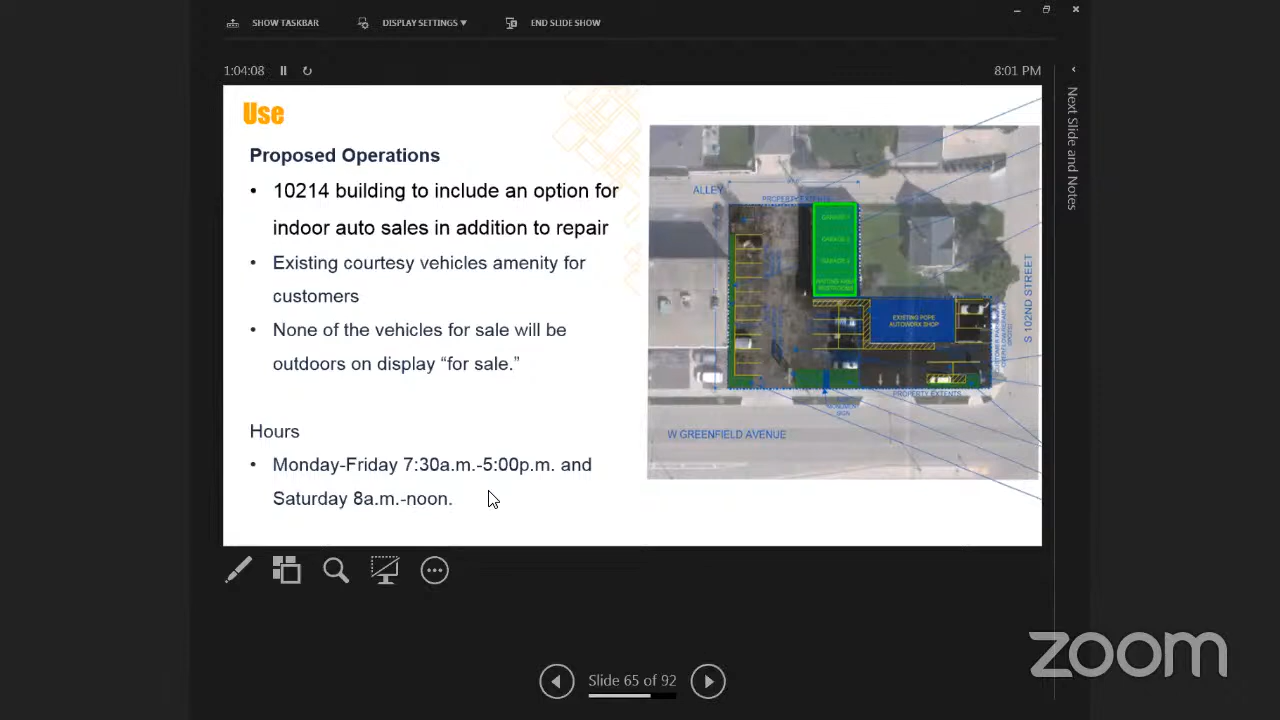 SHOW TASKBAR
DISPLAY SETTINGS ▾
END SLIDE SHOW
1:04:08
8:01 PM
Next Slide and Notes
Use
Proposed Operations
• 10214 building to include an option for
indoor auto sales in addition to repair
• Existing courtesy vehicles amenity for
customers
• None of the vehicles for sale will be
outdoors on display “for sale.”
Hours
• Monday-Friday 7:30a.m.-5:00p.m. and
Saturday 8a.m.-noon.
ALLEY
PROPERTY EXTENTS
EXISTING POPE
AUTOWORX SHOP
S 102ND STREET
PROPERTY EXTENTS
MONUMENT
SIGN
W GREENFIELD AVENUE
Slide 65 of 92
zoom